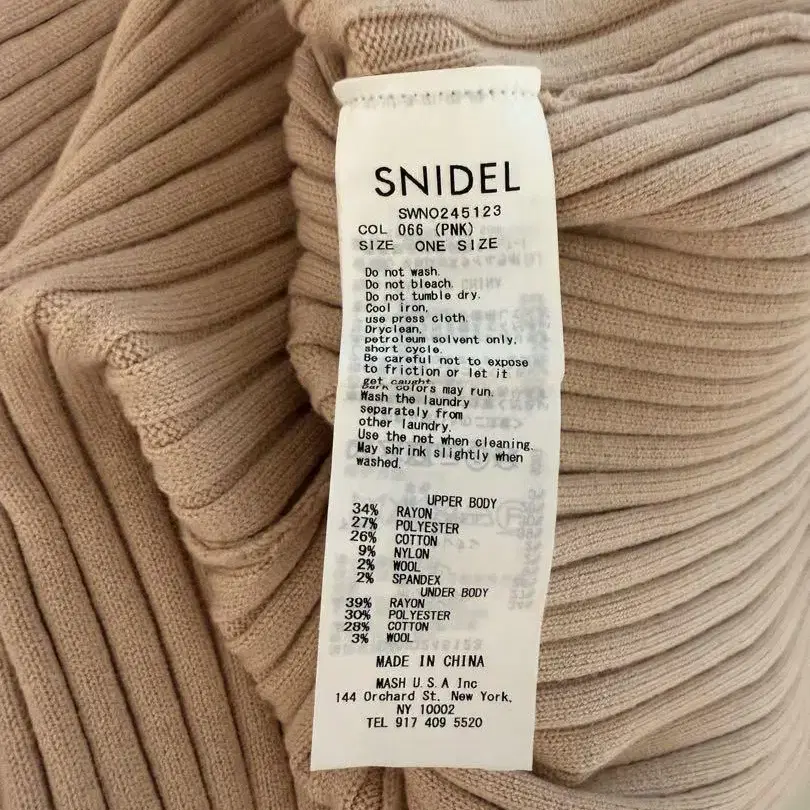 SNIDEL
SWNO245123
COL 066 (PNK)
SIZE ONE SIZE
Do not wash.
Do not bleach.
Do not tumble dry.
Cool iron,
use press cloth.
Dryclean,
petroleum solvent only,
short cycle.
Be careful not to expose
to friction or let it
get caught.
Dark colors may run.
Wash the laundry
separately from
other laundry.
Use the net when cleaning.
May shrink slightly when
washed.
UPPER BODY
34% RAYON
27% POLYESTER
26% COTTON
9% NYLON
2% WOOL
2% SPANDEX
UNDER BODY
39% RAYON
30% POLYESTER
28% COTTON
3% WOOL
MADE IN CHINA
MASH U.S.A Inc
144 Orchard St. New York,
NY 10002
TEL 917 409 5520